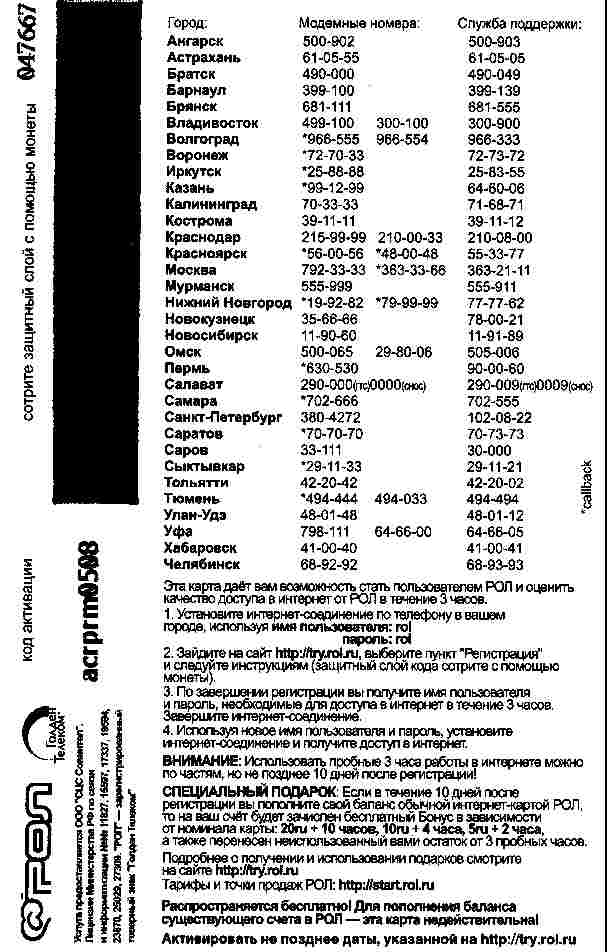 Город: Модемные номера: Служба поддержки:
Ангарск 500-902 500-903
Астрахань 61-05-55 61-05-05
Братск 490-000 490-049
Барнаул 399-100 399-139
Брянск 681-111 681-555
Владивосток 499-100 300-100 300-900
Волгоград *966-555 966-554 966-333
Воронеж *72-70-33 72-73-72
Иркутск *25-88-88 25-83-55
Казань *99-12-99 64-60-06
Калининград 70-33-33 71-68-71
Кострома 39-11-11 39-11-12
Краснодар 215-99-99 210-00-33 210-08-00
Красноярск *56-00-56 *48-00-48 55-33-77
Москва 792-33-33 *363-33-66 363-21-11
Мурманск 555-999 555-911
Нижний Новгород *19-92-82 *79-99-99 77-77-62
Новокузнецк 35-66-66 78-00-21
Новосибирск 11-90-60 11-91-89
Омск 500-065 29-80-06 505-006
Пермь *630-530 90-00-60
Салават 290-000(гтс)0000(снос) 290-009(гтс)0009(снос)
Самара *702-666 702-555
Санкт-Петербург 380-4272 102-08-22
Саратов *70-70-70 70-73-73
Саров 33-111 30-000
Сыктывкар *29-11-33 29-11-21
Тольятти 42-20-42 42-20-02
Тюмень *494-444 494-033 494-494
Улан-Удэ 48-01-48 48-01-12
Уфа 798-111 64-66-00 64-66-05
Хабаровск 41-00-40 41-00-41
Челябинск 68-92-92 68-93-93
*callback
Эта карта даёт вам возможность стать пользователем РОЛ и оценить
качество доступа в интернет от РОЛ в течение 3 часов.
1. Установите интернет-соединение по телефону в вашем
городе, используя имя пользователя: rol
пароль: rol
2. Зайдите на сайт http://try.rol.ru, выберите пункт "Регистрация"
и следуйте инструкциям (защитный слой кода сотрите с помощью
монеты).
3. По завершении регистрации вы получите имя пользователя
и пароль, необходимые для доступа в интернет в течение 3 часов.
Завершите интернет-соединение.
4. Используя новое имя пользователя и пароль, установите
интернет-соединение и получите доступ в интернет.
ВНИМАНИЕ: Использовать пробные 3 часа работы в интернете можно
по частям, но не позднее 10 дней после регистрации!
СПЕЦИАЛЬНЫЙ ПОДАРОК: Если в течение 10 дней после
регистрации вы пополните свой баланс обычной интернет-картой РОЛ,
то на ваш счёт будет зачислен бесплатный Бонус в зависимости
от номинала карты: 20ru + 10 часов, 10ru + 4 часа, 5ru + 2 часа,
а также перенесен неиспользованный вами остаток от 3 пробных часов.
Подробнее о получении и использовании подарков смотрите
на сайте http://try.rol.ru
Тарифы и точки продаж РОЛ: http://start.rol.ru
Распространяется бесплатно! Для пополнения баланса
существующего счета в РОЛ – эта карта недействительна!
Активировать не позднее даты, указанной на http://try.rol.ru
сотрите защитный слой с помощью монеты 047667
код активации
acrprm0508
Голден
Телеком
РОЛ
Услуга предоставляется ООО "СЦС Совинтел".
Лицензии Министерства РФ по связи
и информатизации №№ 11827, 15597, 17337, 19594,
23870, 25029, 27309. "РОЛ" — зарегистрированный
товарный знак "Голден Телеком"